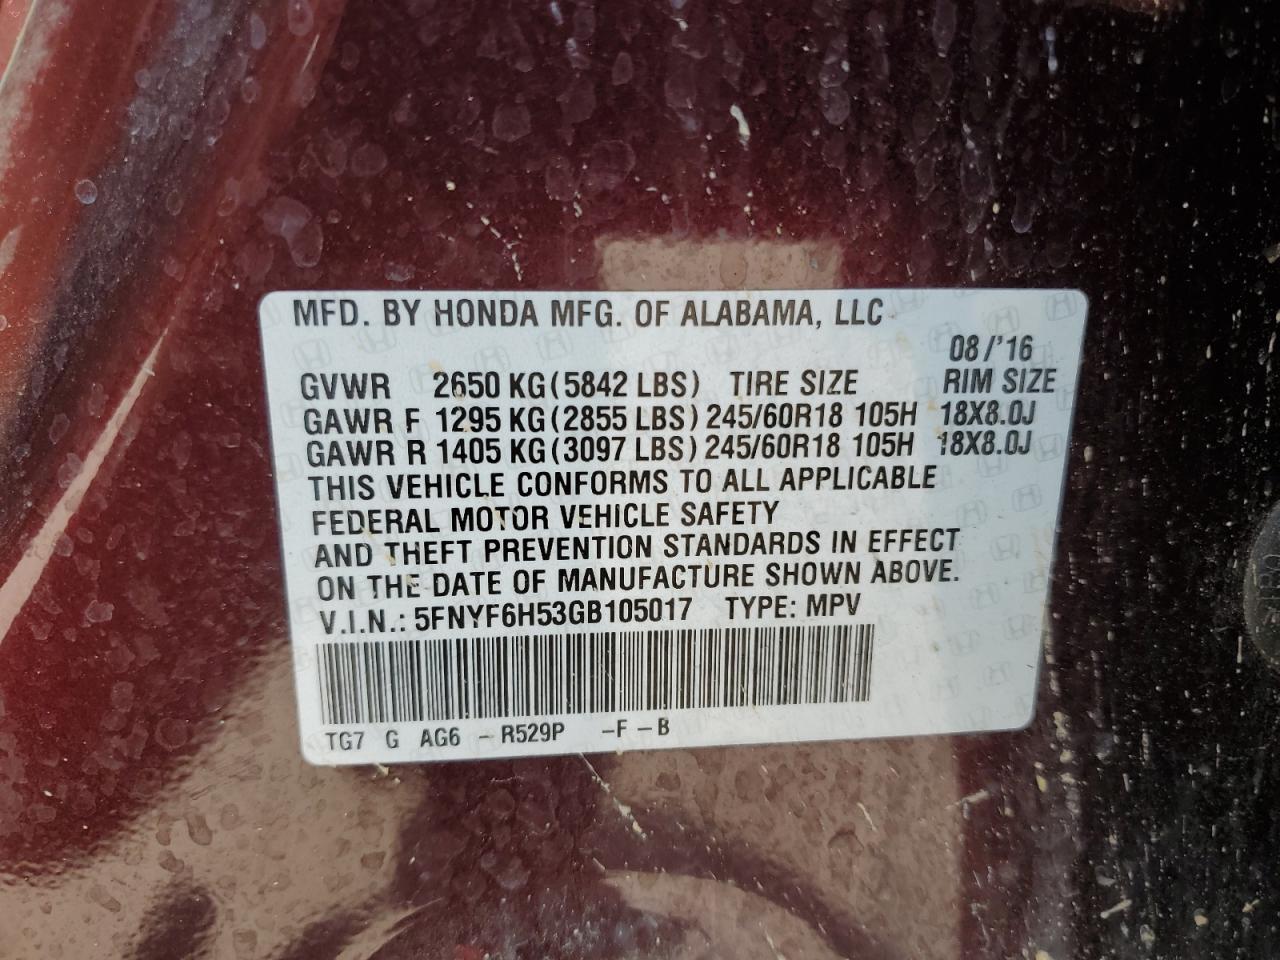 MFD. BY HONDA MFG. OF ALABAMA, LLC
08/'16
GVWR 2650 KG(5842 LBS) TIRE SIZE RIM SIZE
GAWR F 1295 KG(2855 LBS) 245/60R18 105H 18X8.0J
GAWR R 1405 KG(3097 LBS) 245/60R18 105H 18X8.0J
THIS VEHICLE CONFORMS TO ALL APPLICABLE
FEDERAL MOTOR VEHICLE SAFETY
AND THEFT PREVENTION STANDARDS IN EFFECT
ON THE DATE OF MANUFACTURE SHOWN ABOVE.
V.I.N.: 5FNYF6H53GB105017 TYPE: MPV
TG7 G AG6 - R529P -F -B